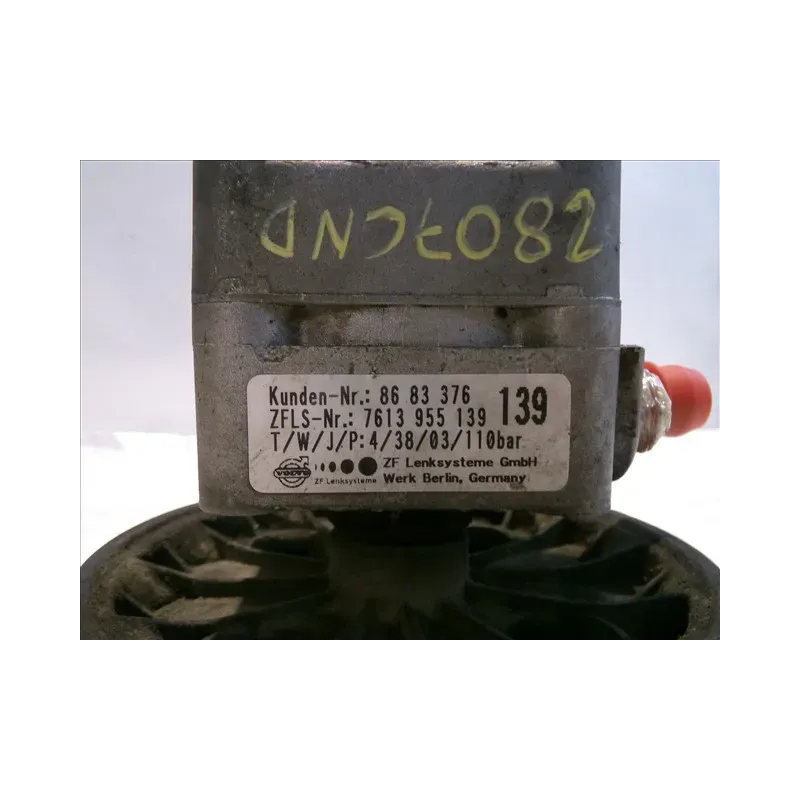 2807CND
Kunden-Nr.: 86 83 376
ZFLS-Nr.: 7613 955 139 139
T/W/J/P: 4/38/03/110bar
VOLVO
ZF Lenksysteme
ZF Lenksysteme GmbH
Werk Berlin, Germany